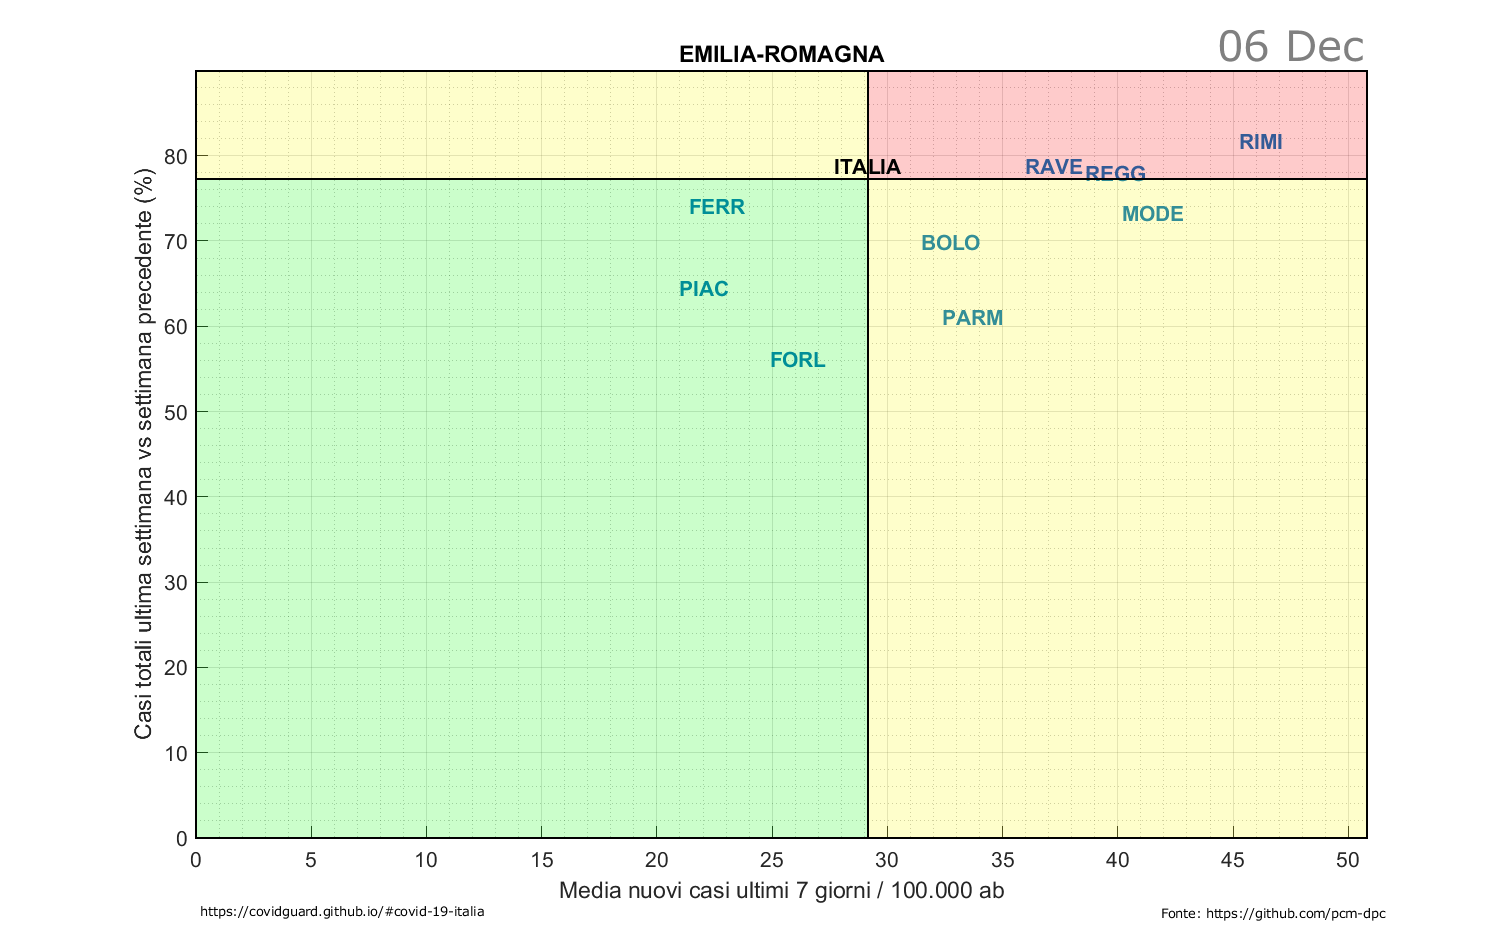 06 Dec
EMILIA-ROMAGNA
RIMI
ITALIA
RAVE
REGG
FERR
MODE
BOLO
PIAC
PARM
FORL
Casi totali ultima settimana vs settimana precedente (%)
80
70
60
50
40
30
20
10
0
0 5 10 15 20 25 30 35 40 45 50
Media nuovi casi ultimi 7 giorni / 100.000 ab
https://covidguard.github.io/#covid-19-italia
Fonte: https://github.com/pcm-dpc